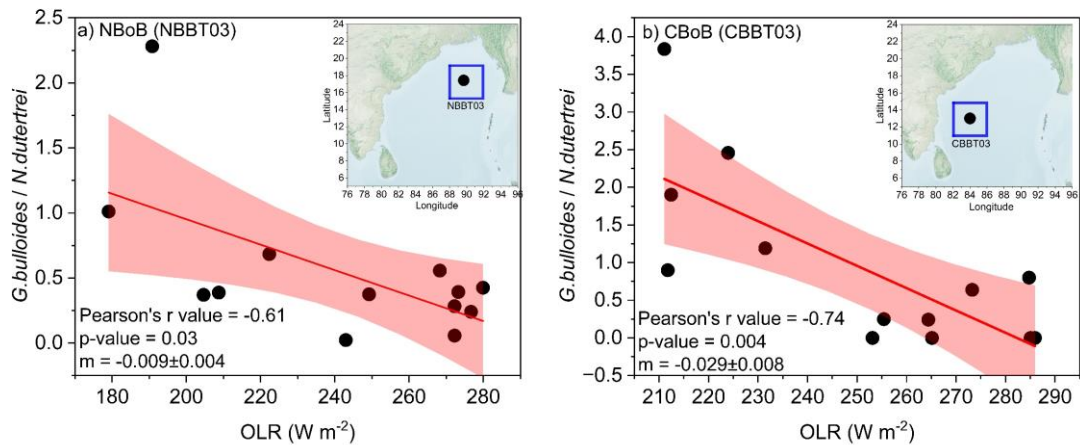 a) NBoB (NBBT03)
G.bulloides / N.dutertrei
2.5
2.0
1.5
1.0
0.5
0.0
Pearson's r value = -0.61
p-value = 0.03
m = -0.009±0.004
180 200 220 240 260 280
OLR (W m-2)
Latitude
24
22
20
18
16
14
12
10
8
6
NBBT03
76 78 80 82 84 86 88 90 92 94 96
Longitude
b) CBoB (CBBT03)
G.bulloides / N.dutertrei
4.0
3.5
3.0
2.5
2.0
1.5
1.0
0.5
0.0
−0.5
Pearson's r value = -0.74
p-value = 0.004
m = -0.029±0.008
210 220 230 240 250 260 270 280 290
OLR (W m-2)
Latitude
24
22
20
18
16
14
12
10
8
6
CBBT03
76 78 80 82 84 86 88 90 92 94 96
Longitude